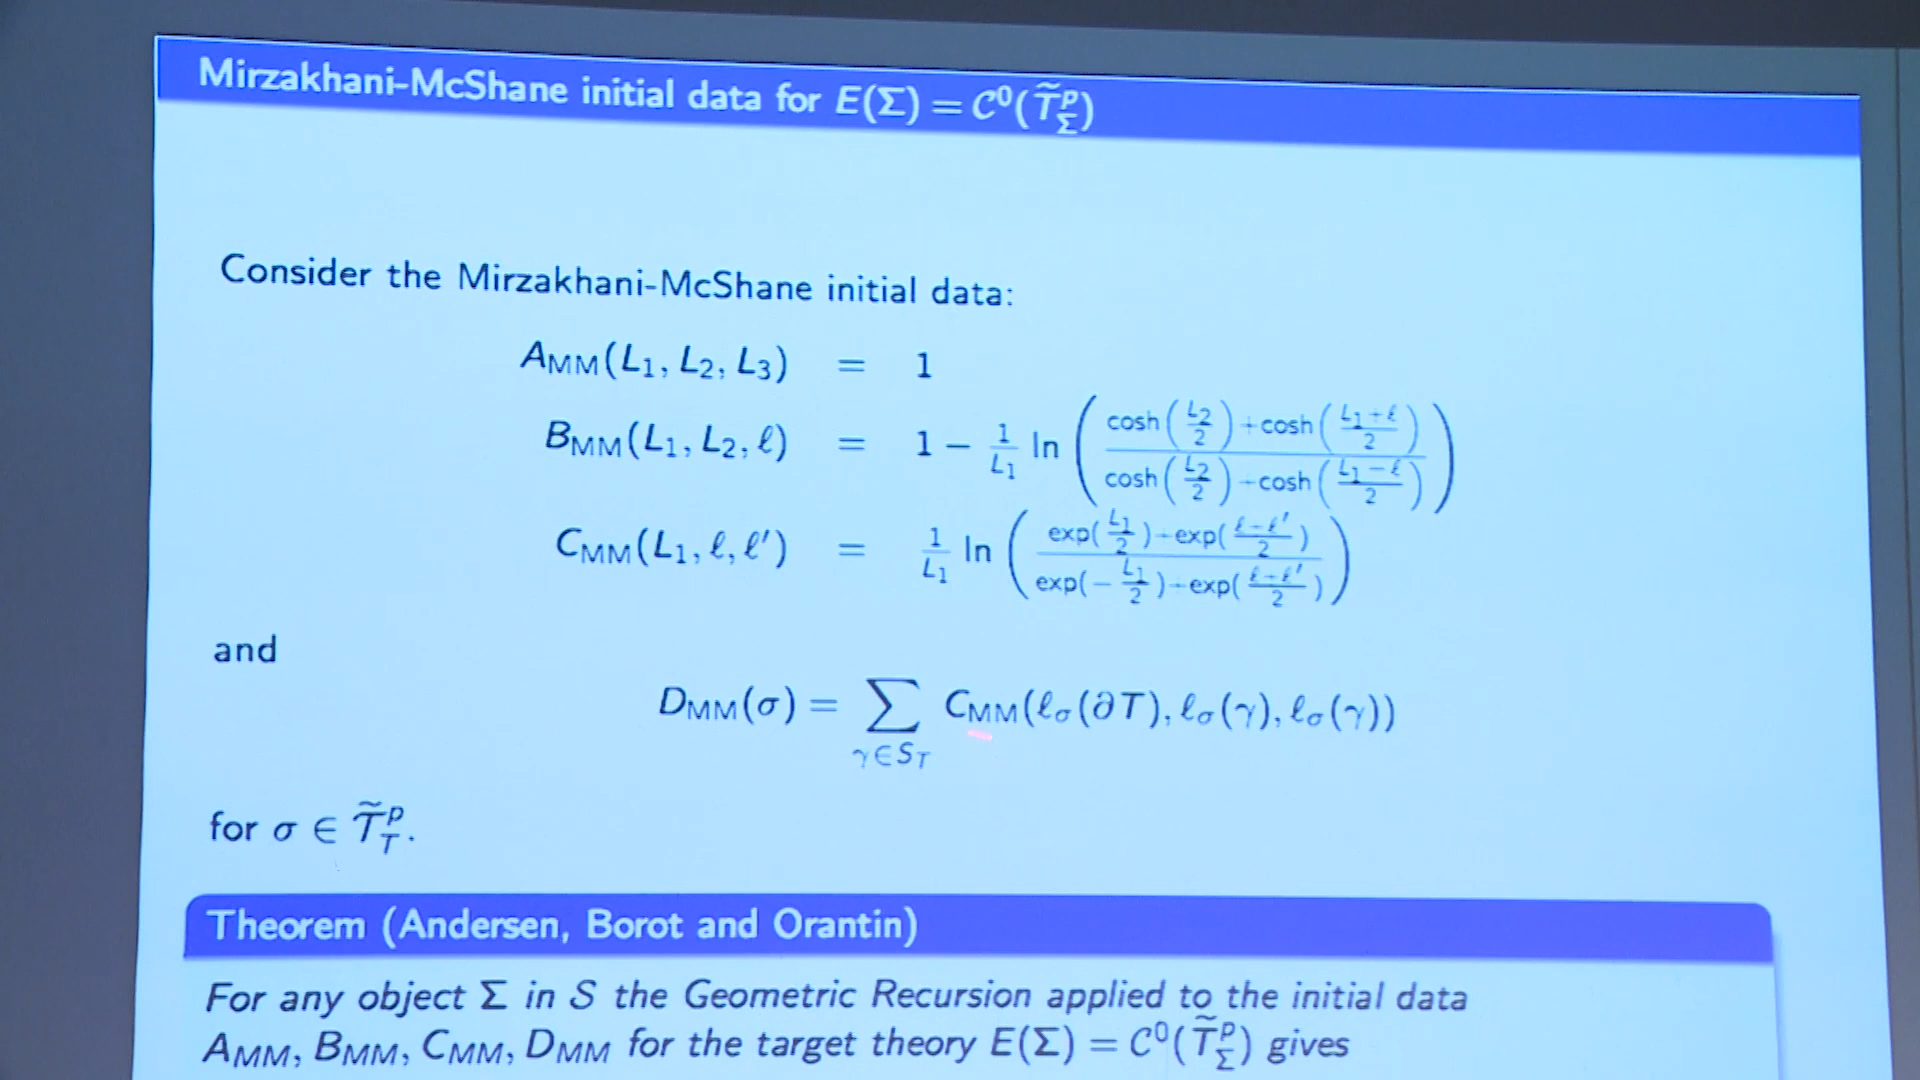 Mirzakhani-McShane initial data for E(Σ) = C⁰(T̃ᵖ_Σ)
Consider the Mirzakhani-McShane initial data:
A_MM(L₁, L₂, L₃) = 1
B_MM(L₁, L₂, ℓ) = 1 − 1/L₁ ln ( (cosh(L₂/2) + cosh((L₁+ℓ)/2)) / (cosh(L₂/2) + cosh((L₁−ℓ)/2)) )
C_MM(L₁, ℓ, ℓ′) = 1/L₁ ln ( (exp(L₁/2) + exp((ℓ+ℓ′)/2)) / (exp(−L₁/2) + exp((ℓ+ℓ′)/2)) )
and
D_MM(σ) = ∑_{γ∈S_T} C_MM(ℓ_σ(∂T), ℓ_σ(γ), ℓ_σ(γ))
for σ ∈ T̃ᵖ_T.
Theorem (Andersen, Borot and Orantin)
For any object Σ in S the Geometric Recursion applied to the initial data
A_MM, B_MM, C_MM, D_MM for the target theory E(Σ) = C⁰(T̃ᵖ_Σ) gives